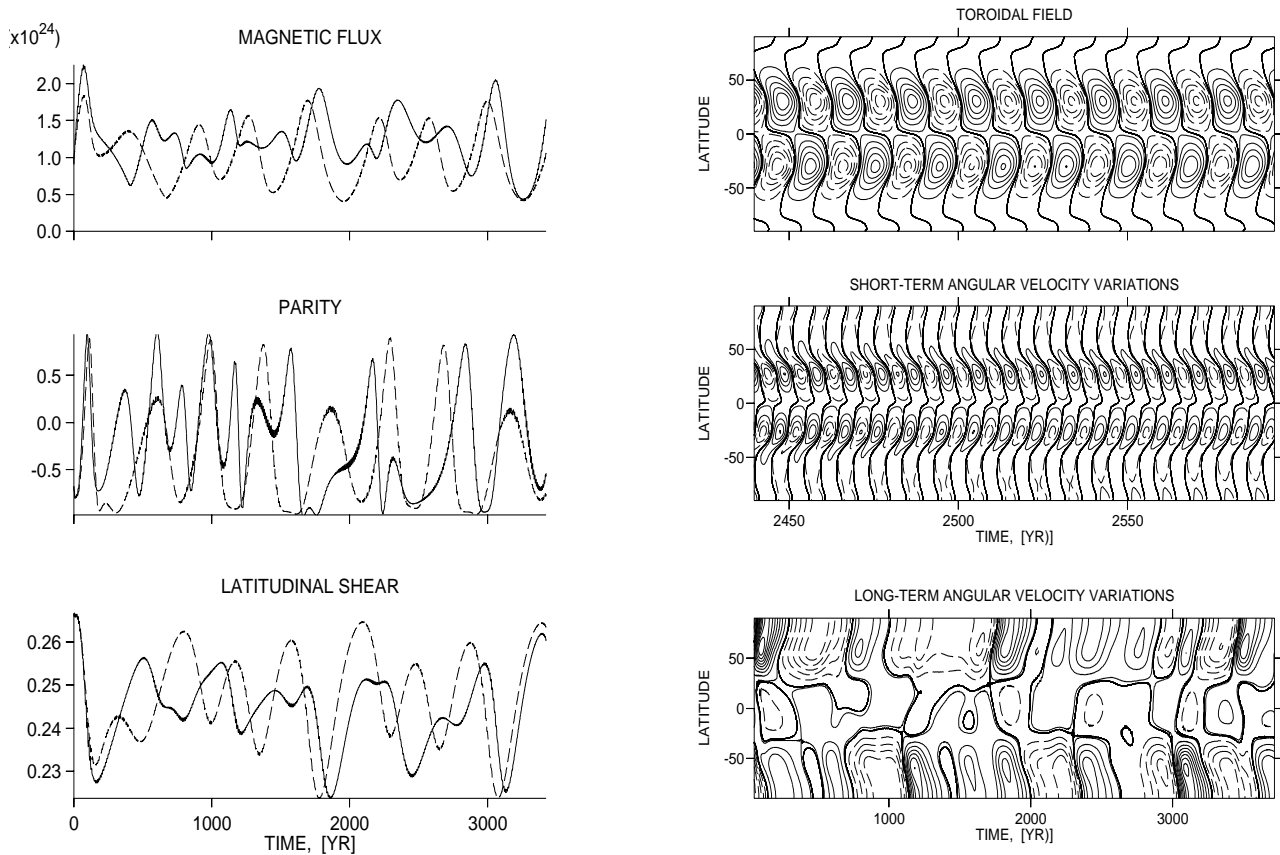 x10^24)
MAGNETIC FLUX
2.0
1.5
1.0
0.5
0.0
PARITY
0.5
0.0
-0.5
LATITUDINAL SHEAR
0.26
0.25
0.24
0.23
0 1000 2000 3000
TIME, [YR]
TOROIDAL FIELD
LATITUDE
50
0
-50
SHORT-TERM ANGULAR VELOCITY VARIATIONS
LATITUDE
50
0
-50
2450 2500 2550
TIME, [YR)]
LONG-TERM ANGULAR VELOCITY VARIATIONS
LATITUDE
50
0
-50
1000 2000 3000
TIME, [YR)]